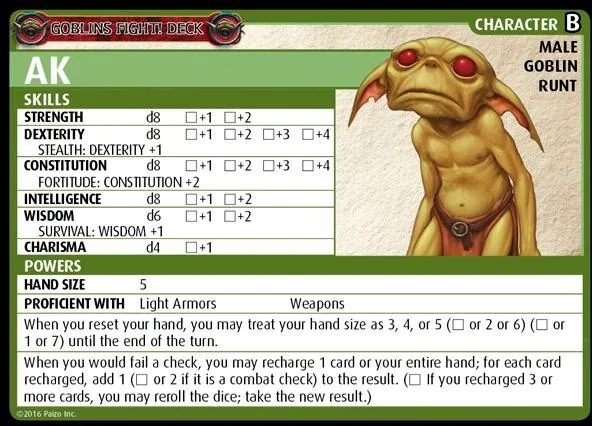 GOBLINS FIGHT! DECK
CHARACTER B
MALE
GOBLIN
RUNT
AK
SKILLS
STRENGTH d8 □+1 □+2
DEXTERITY d8 □+1 □+2 □+3 □+4
STEALTH: DEXTERITY +1
CONSTITUTION d8 □+1 □+2 □+3 □+4
FORTITUDE: CONSTITUTION +2
INTELLIGENCE d8 □+1 □+2
WISDOM d6 □+1 □+2
SURVIVAL: WISDOM +1
CHARISMA d4 □+1
POWERS
HAND SIZE 5
PROFICIENT WITH Light Armors Weapons
When you reset your hand, you may treat your hand size as 3, 4, or 5 (□ or 2 or 6) (□ or
1 or 7) until the end of the turn.
When you would fail a check, you may recharge 1 card or your entire hand; for each card
recharged, add 1 (□ or 2 if it is a combat check) to the result. (□ If you recharged 3 or
more cards, you may reroll the dice; take the new result.)
©2016 Paizo Inc.